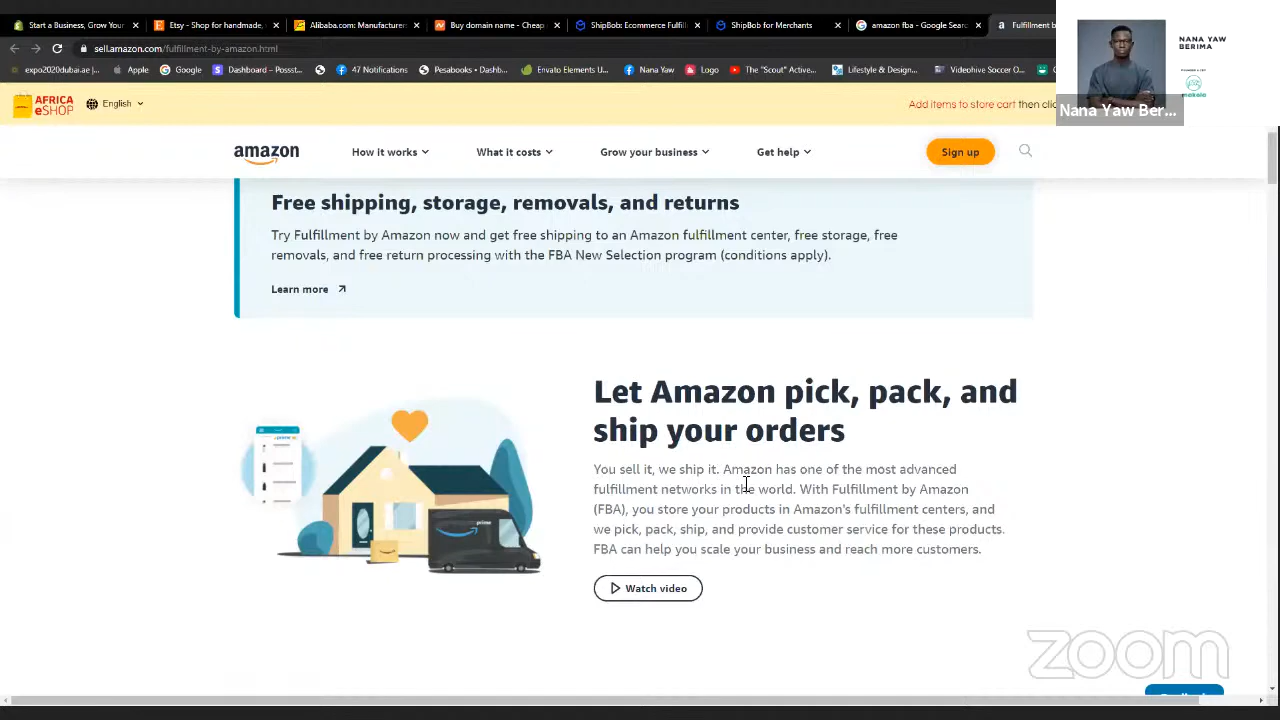 Start a Business, Grow You
Etsy - Shop fo
Alibaba.com: Manufacturer
Buy domain name - Cheap
ShipBob: Ecommerce Fulfil
ShipBob for Merchants
amazon fba - Google Sear
Fulfillment b
sell.amazon.com/fulfillment-by-amazon.html
expo2020dubai.ae |...
Apple
Google
Dashboard – Possst...
47 Notification
Pesabooks - ...
Envato Elements U...
Nana Yaw B
Logo
"The Scoot" Active...
Lifestyle & Design...
Videohive Soccer O...
NANA YAW
BERIMA
makola
Nana Yaw Ber...
AFRICA
eSHOP
English
Add items to store cart then clic
amazon
How it works
What it costs
Grow your business
Get help
Sign up
Free shipping, storage, removals, and returns
Try Fulfillment by Amazon now and get free shipping to an Amazon fulfillment center, free storage, free
removals, and free return processing with the FBA New Selection program (conditions apply).
Learn more
Let Amazon pick, pack, and
ship your orders
You sell it, we ship it. Amazon has one of the most advanced
fulfillment networks in the world. With Fulfillment by Amazon
(FBA), you store your products in Amazon's fulfillment centers, and
we pick, pack, ship, and provide customer service for these products.
FBA can help you scale your business and reach more customers.
prime
Watch video
zoom